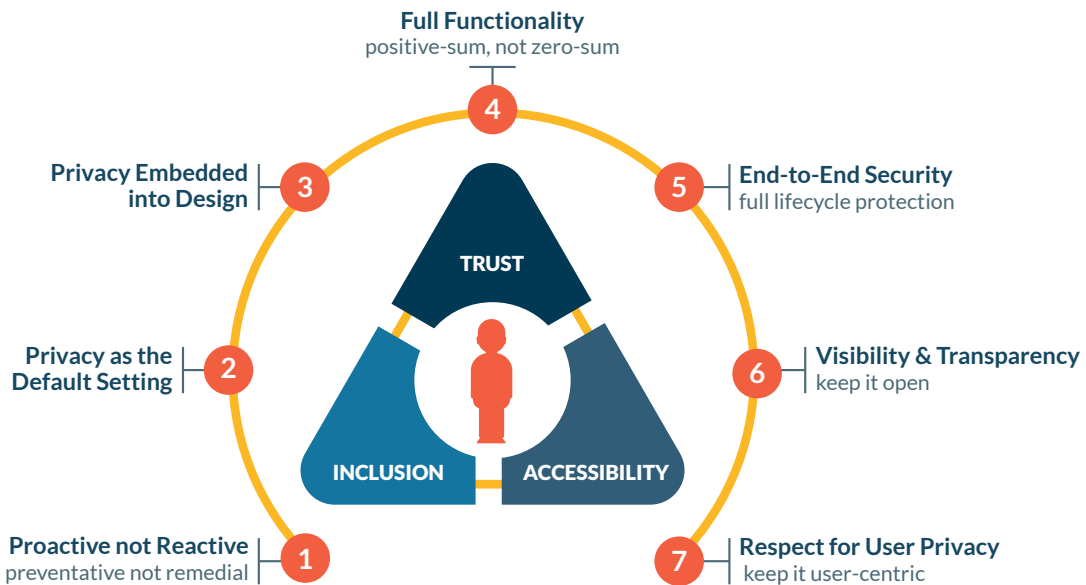 Full Functionality
positive-sum, not zero-sum
4
Privacy Embedded
into Design
3
5
End-to-End Security
full lifecycle protection
TRUST
Privacy as the
Default Setting
2
6
Visibility & Transparency
keep it open
INCLUSION
ACCESSIBILITY
Proactive not Reactive
preventative not remedial
1
7
Respect for User Privacy
keep it user-centric